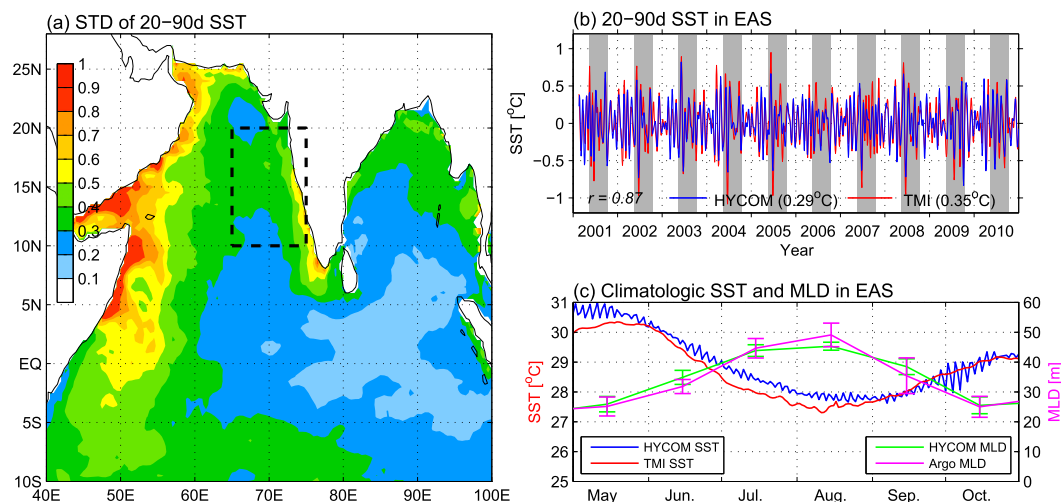 (a) STD of 20−90d SST
25N
20N
15N
10N
5N
EQ
5S
10S
40E 50E 60E 70E 80E 90E 100E
1
0.9
0.8
0.7
0.6
0.5
0.4
0.3
0.2
0.1
(b) 20−90d SST in EAS
SST [°C]
1
0.5
0
−0.5
−1
r = 0.87 HYCOM (0.29°C) TMI (0.35°C)
2001 2002 2003 2004 2005 2006 2007 2008 2009 2010
Year
(c) Climatologic SST and MLD in EAS
SST [°C]
31
30
29
28
27
25
60
50
40
30
20
10
0
MLD [m]
HYCOM SST
TMI SST
HYCOM MLD
Argo MLD
May Jun. Jul. Aug. Sep. Oct.